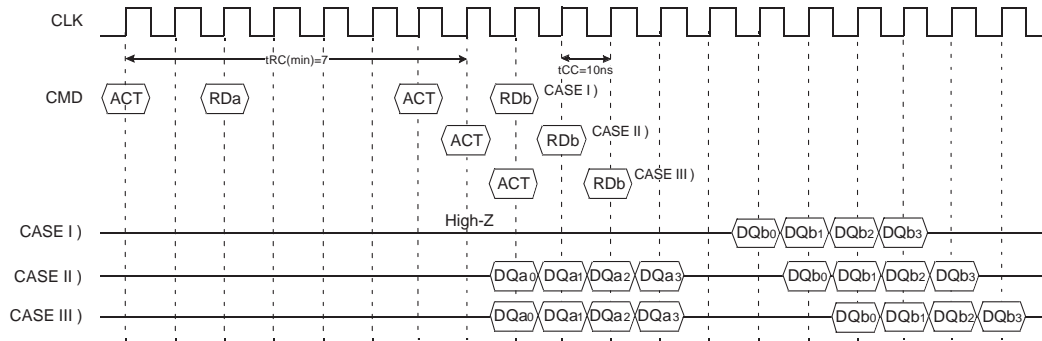 CLK
tRC(min)=7
tCC=10ns
CMD
ACT RDa ACT RDb CASE I )
ACT RDb CASE II )
ACT RDb CASE III )
High-Z
CASE I ) DQb0 DQb1 DQb2 DQb3
CASE II ) DQa0 DQa1 DQa2 DQa3 DQb0 DQb1 DQb2 DQb3
CASE III ) DQa0 DQa1 DQa2 DQa3 DQb0 DQb1 DQb2 DQb3